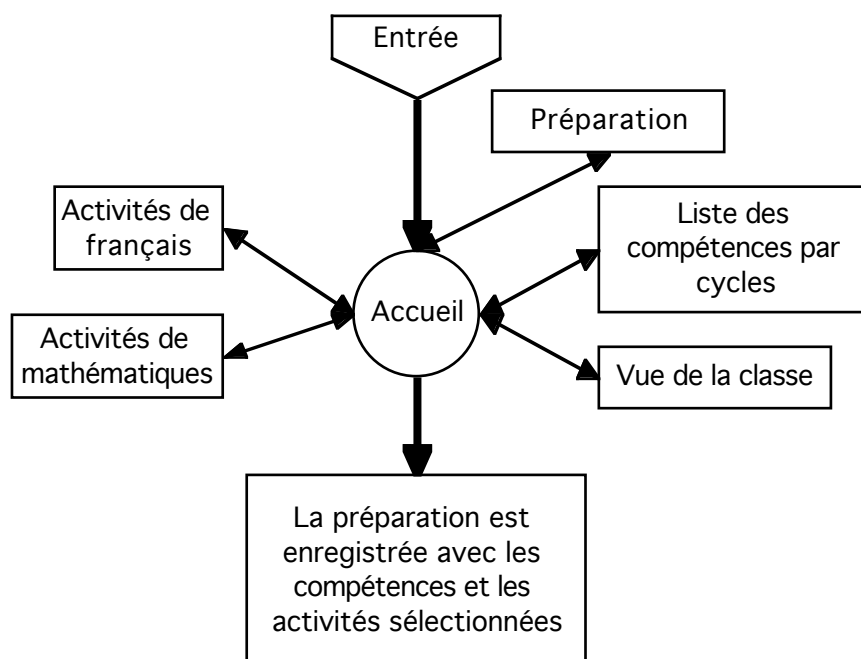 Entrée
Préparation
Activités de
français
Liste des
compétences par
cycles
Accueil
Activités de
mathématiques
Vue de la classe
La préparation est
enregistrée avec les
compétences et les
activités sélectionnées